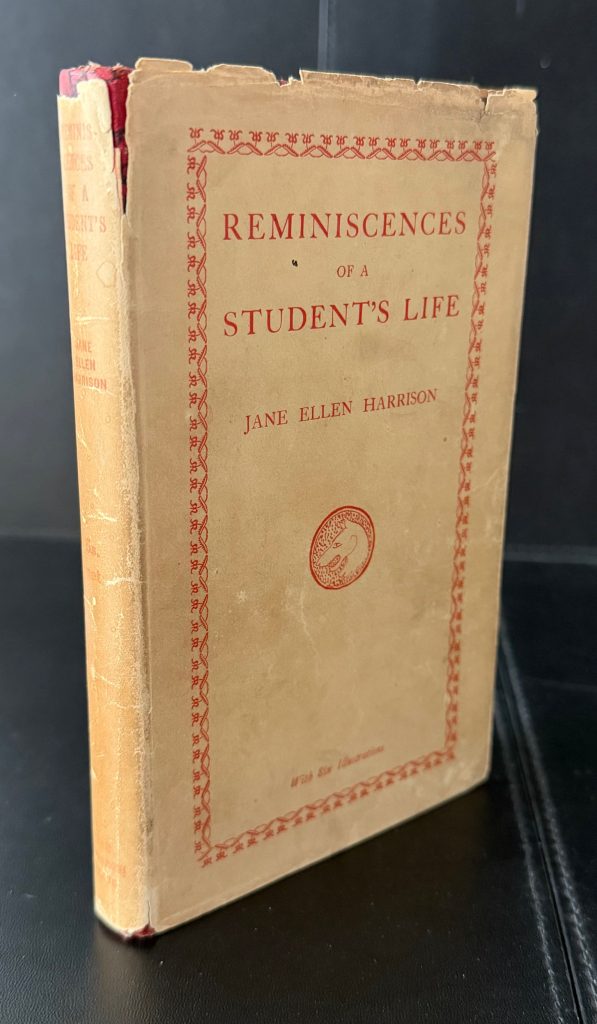 REMINISCENCES
OF A
STUDENT'S LIFE
JANE ELLEN HARRISON
With Six Illustrations
REMINIS-
CENCES
OF A
STUDENT'S
LIFE
JANE
ELLEN
HARRISON